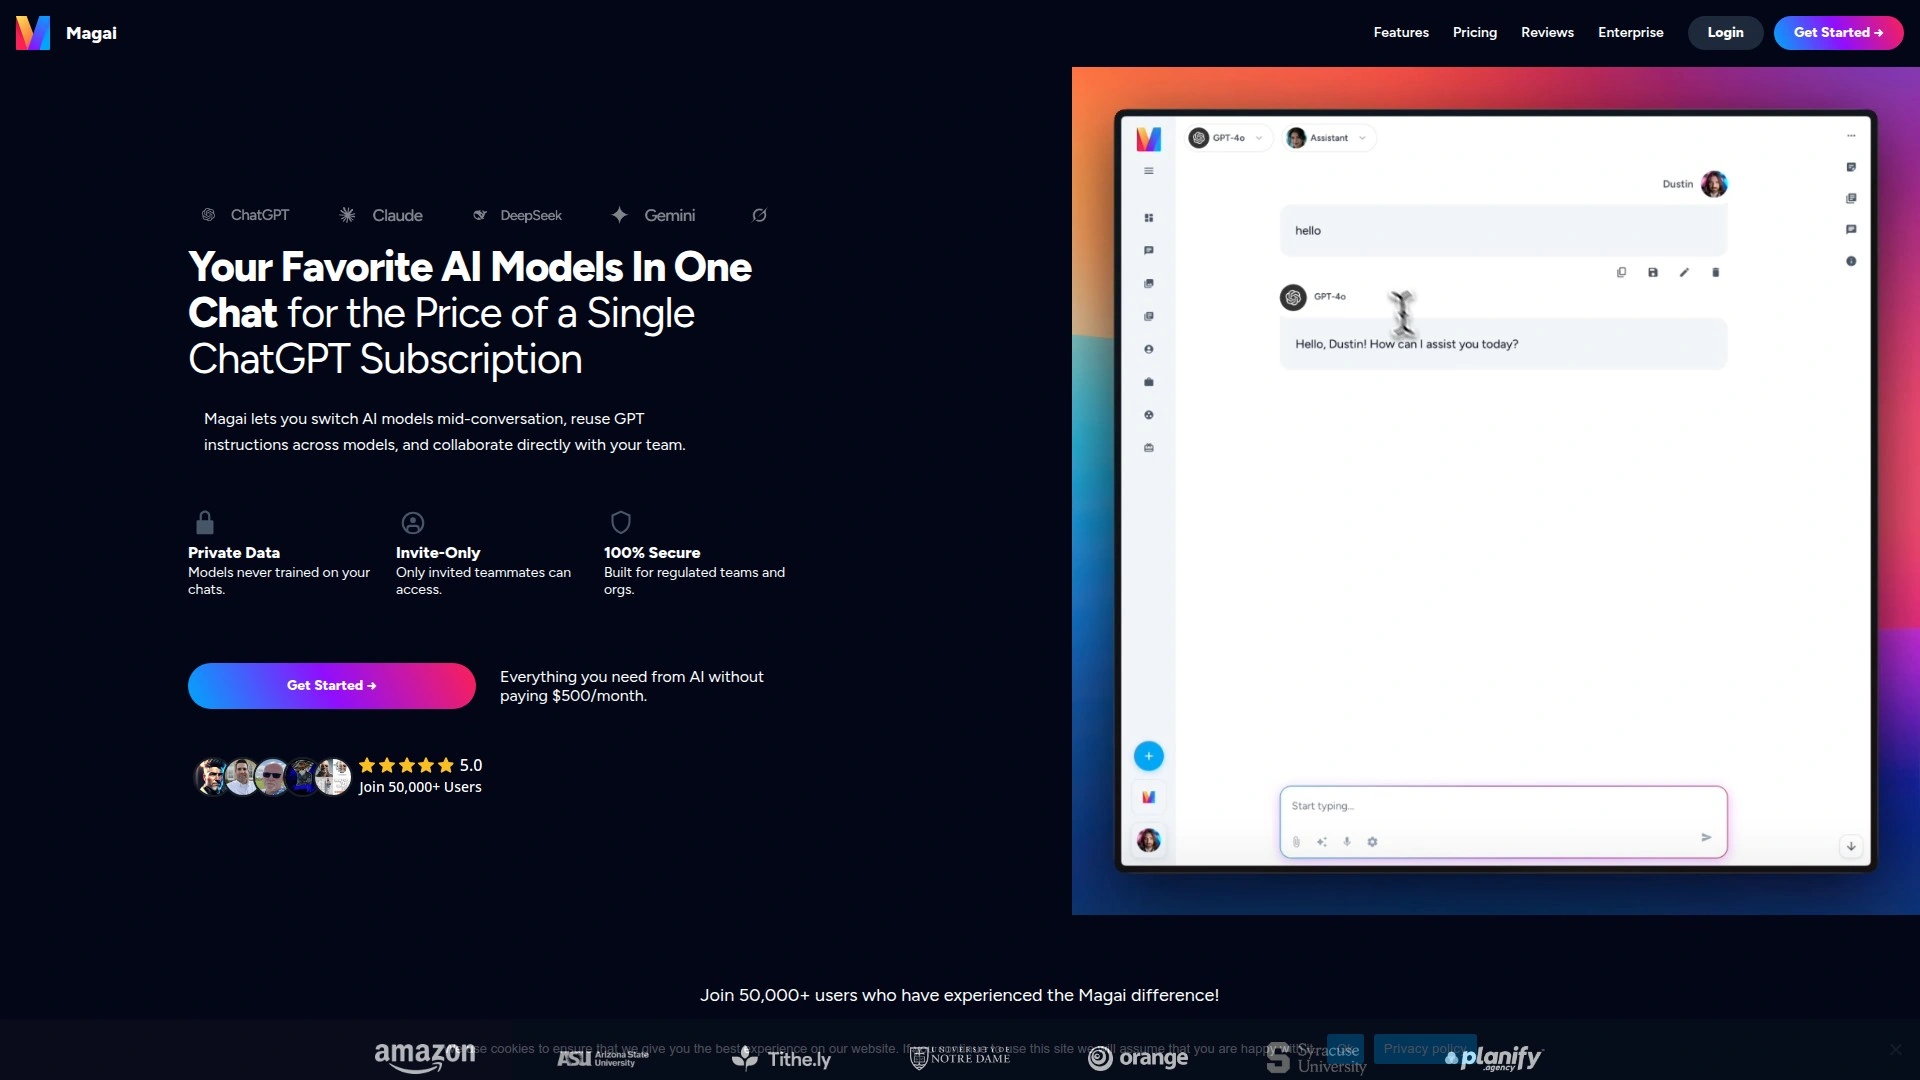 Magai
Features
Pricing
Reviews
Enterprise
Login
Get Started →
ChatGPT
Claude
DeepSeek
Gemini
Your Favorite AI Models In One
Chat for the Price of a Single
ChatGPT Subscription
Magai lets you switch AI models mid-conversation, reuse GPT
instructions across models, and collaborate directly with your team.
Private Data
Models never trained on your
chats.
Invite-Only
Only invited teammates can
access.
100% Secure
Built for regulated teams and
orgs.
Get Started →
Everything you need from AI without
paying $500/month.
5.0
Join 50,000+ Users
GPT-4o
Assistant
Dustin
hello
GPT-4o
Hello, Dustin! How can I assist you today?
Start typing...
Join 50,000+ users who have experienced the Magai difference!
amazon
ASU Arizona State
University
Tithe.ly
UNIVERSITY OF
NOTRE DAME
orange
S Syracuse
University
planify
.agency
cookies to ensure that we give you the best experience on our website. If use this site we will assume that you are happy with
Privacy policy